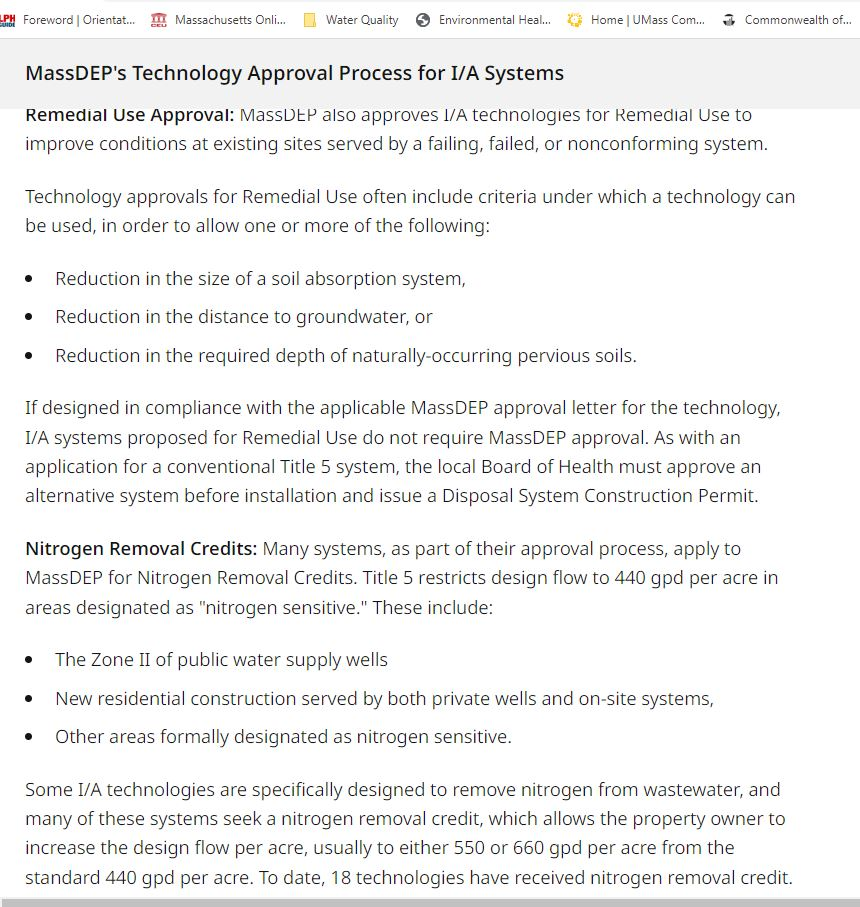 LPH GUIDE Foreword | Orientat... CEU Massachusetts Onli... Water Quality Environmental Heal... Home | UMass Com... Commonwealth of...
MassDEP's Technology Approval Process for I/A Systems
Remedial Use Approval: MassDEP also approves I/A technologies for Remedial Use to
improve conditions at existing sites served by a failing, failed, or nonconforming system.
Technology approvals for Remedial Use often include criteria under which a technology can
be used, in order to allow one or more of the following:
• Reduction in the size of a soil absorption system,
• Reduction in the distance to groundwater, or
• Reduction in the required depth of naturally-occurring pervious soils.
If designed in compliance with the applicable MassDEP approval letter for the technology,
I/A systems proposed for Remedial Use do not require MassDEP approval. As with an
application for a conventional Title 5 system, the local Board of Health must approve an
alternative system before installation and issue a Disposal System Construction Permit.
Nitrogen Removal Credits: Many systems, as part of their approval process, apply to
MassDEP for Nitrogen Removal Credits. Title 5 restricts design flow to 440 gpd per acre in
areas designated as "nitrogen sensitive." These include:
• The Zone II of public water supply wells
• New residential construction served by both private wells and on-site systems,
• Other areas formally designated as nitrogen sensitive.
Some I/A technologies are specifically designed to remove nitrogen from wastewater, and
many of these systems seek a nitrogen removal credit, which allows the property owner to
increase the design flow per acre, usually to either 550 or 660 gpd per acre from the
standard 440 gpd per acre. To date, 18 technologies have received nitrogen removal credit.